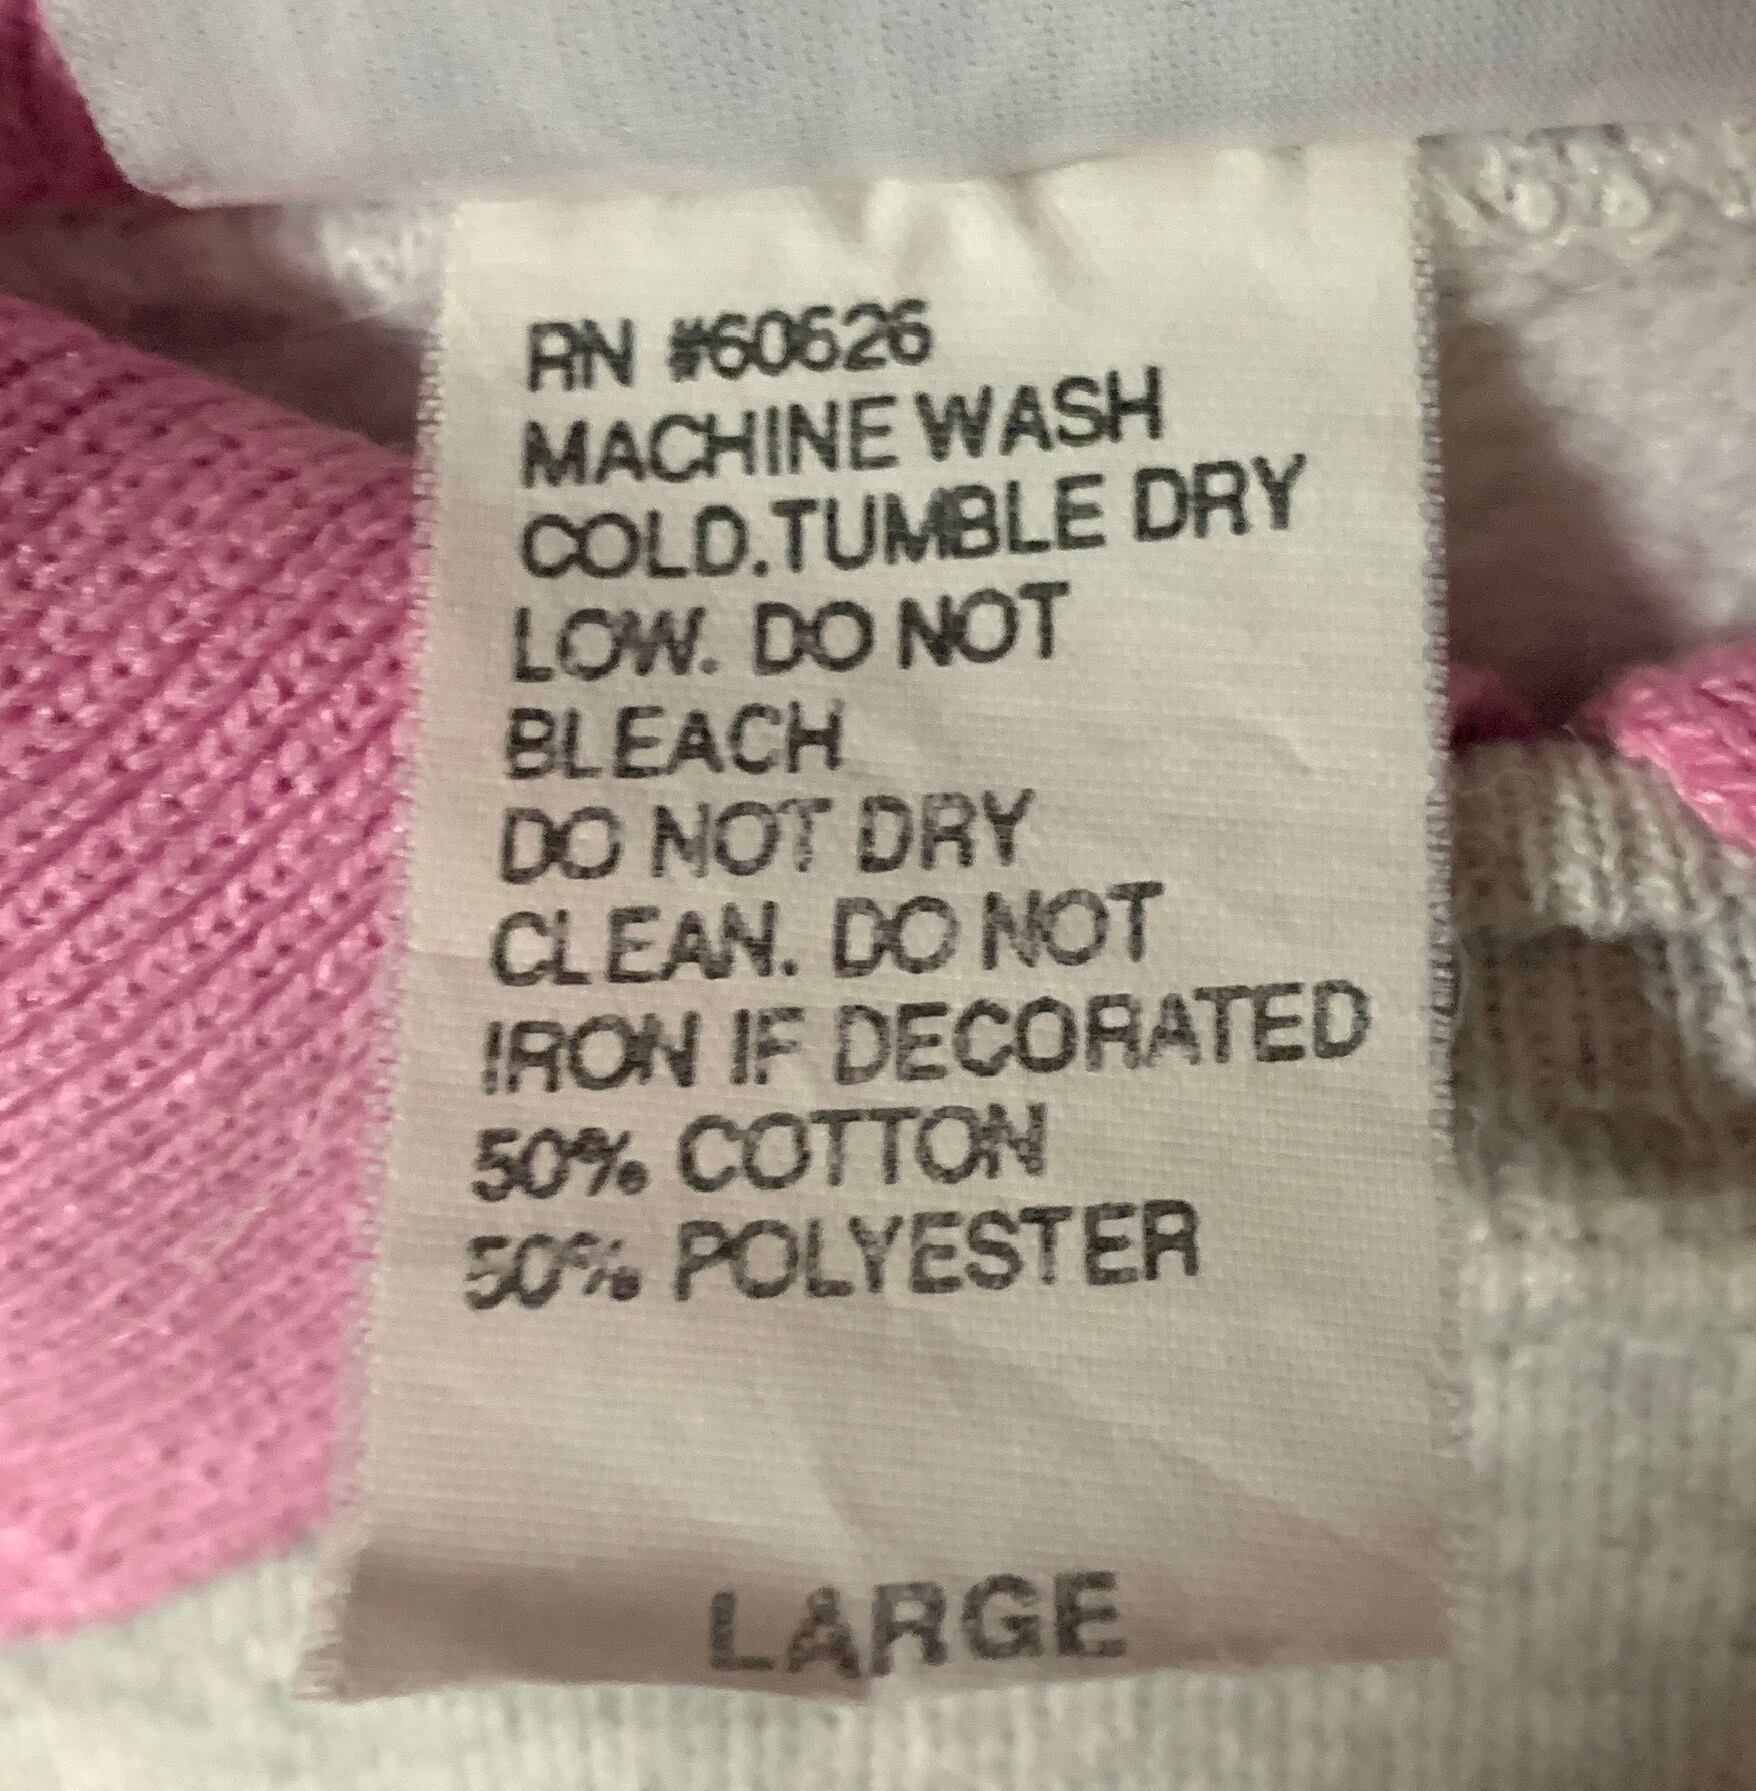 RN #60626
MACHINE WASH
COLD.TUMBLE DRY
LOW. DO NOT
BLEACH
DO NOT DRY
CLEAN. DO NOT
IRON IF DECORATED
50% COTTON
50% POLYESTER
LARGE